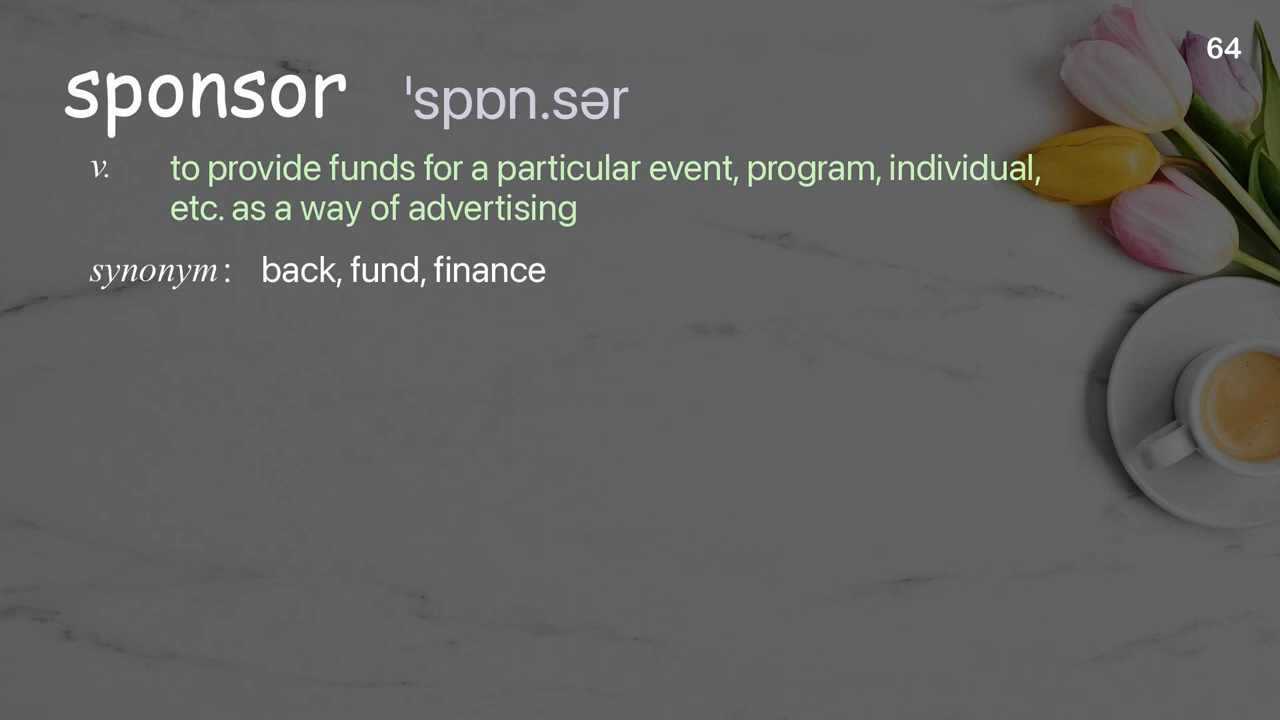 64
sponsor ˈspɒn.sər
v. to provide funds for a particular event, program, individual,
etc. as a way of advertising
synonym: back, fund, finance